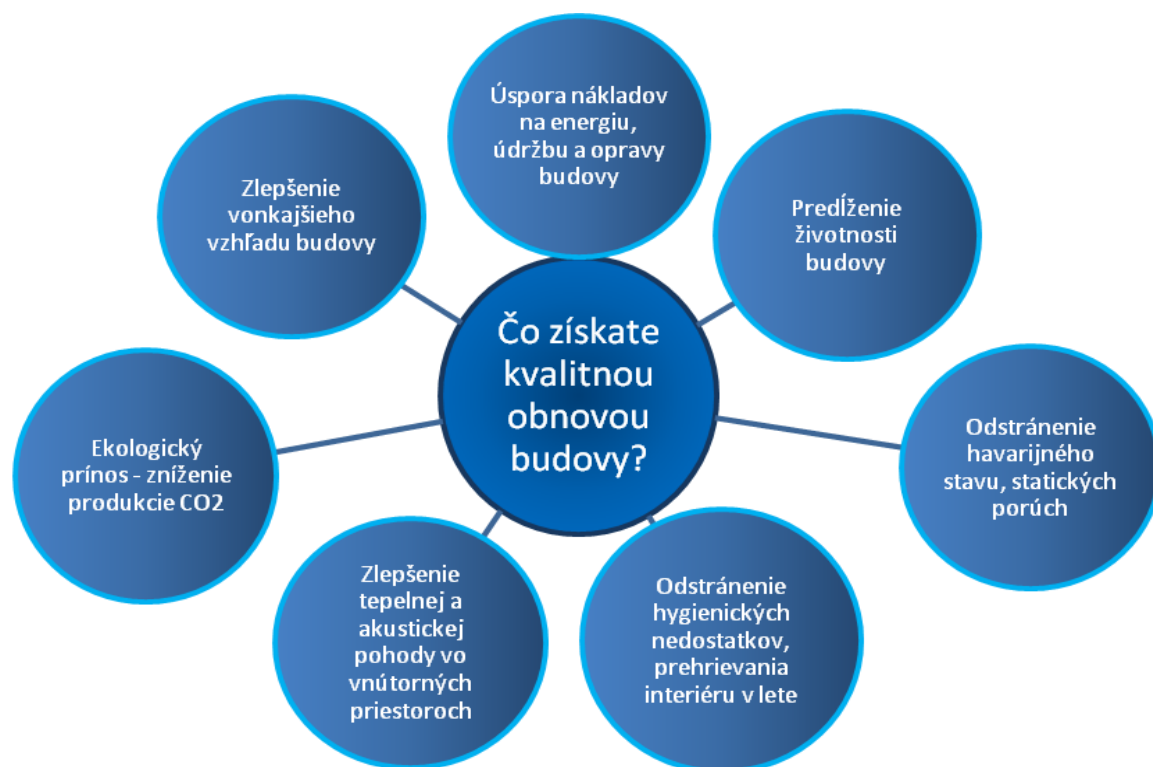 Úspora nákladov
na energiu,
údržbu a opravy
budovy
Zlepšenie
vonkajšieho
vzhľadu budovy
Predĺženie
životnosti
budovy
Čo získate
kvalitnou
obnovou
budovy?
Ekologický
prínos - zníženie
produkcie CO2
Odstránenie
havarijného
stavu, statických
porúch
Zlepšenie
tepelnej a
akustickej
pohody vo
vnútorných
priestoroch
Odstránenie
hygienických
nedostatkov,
prehrievania
interiéru v lete